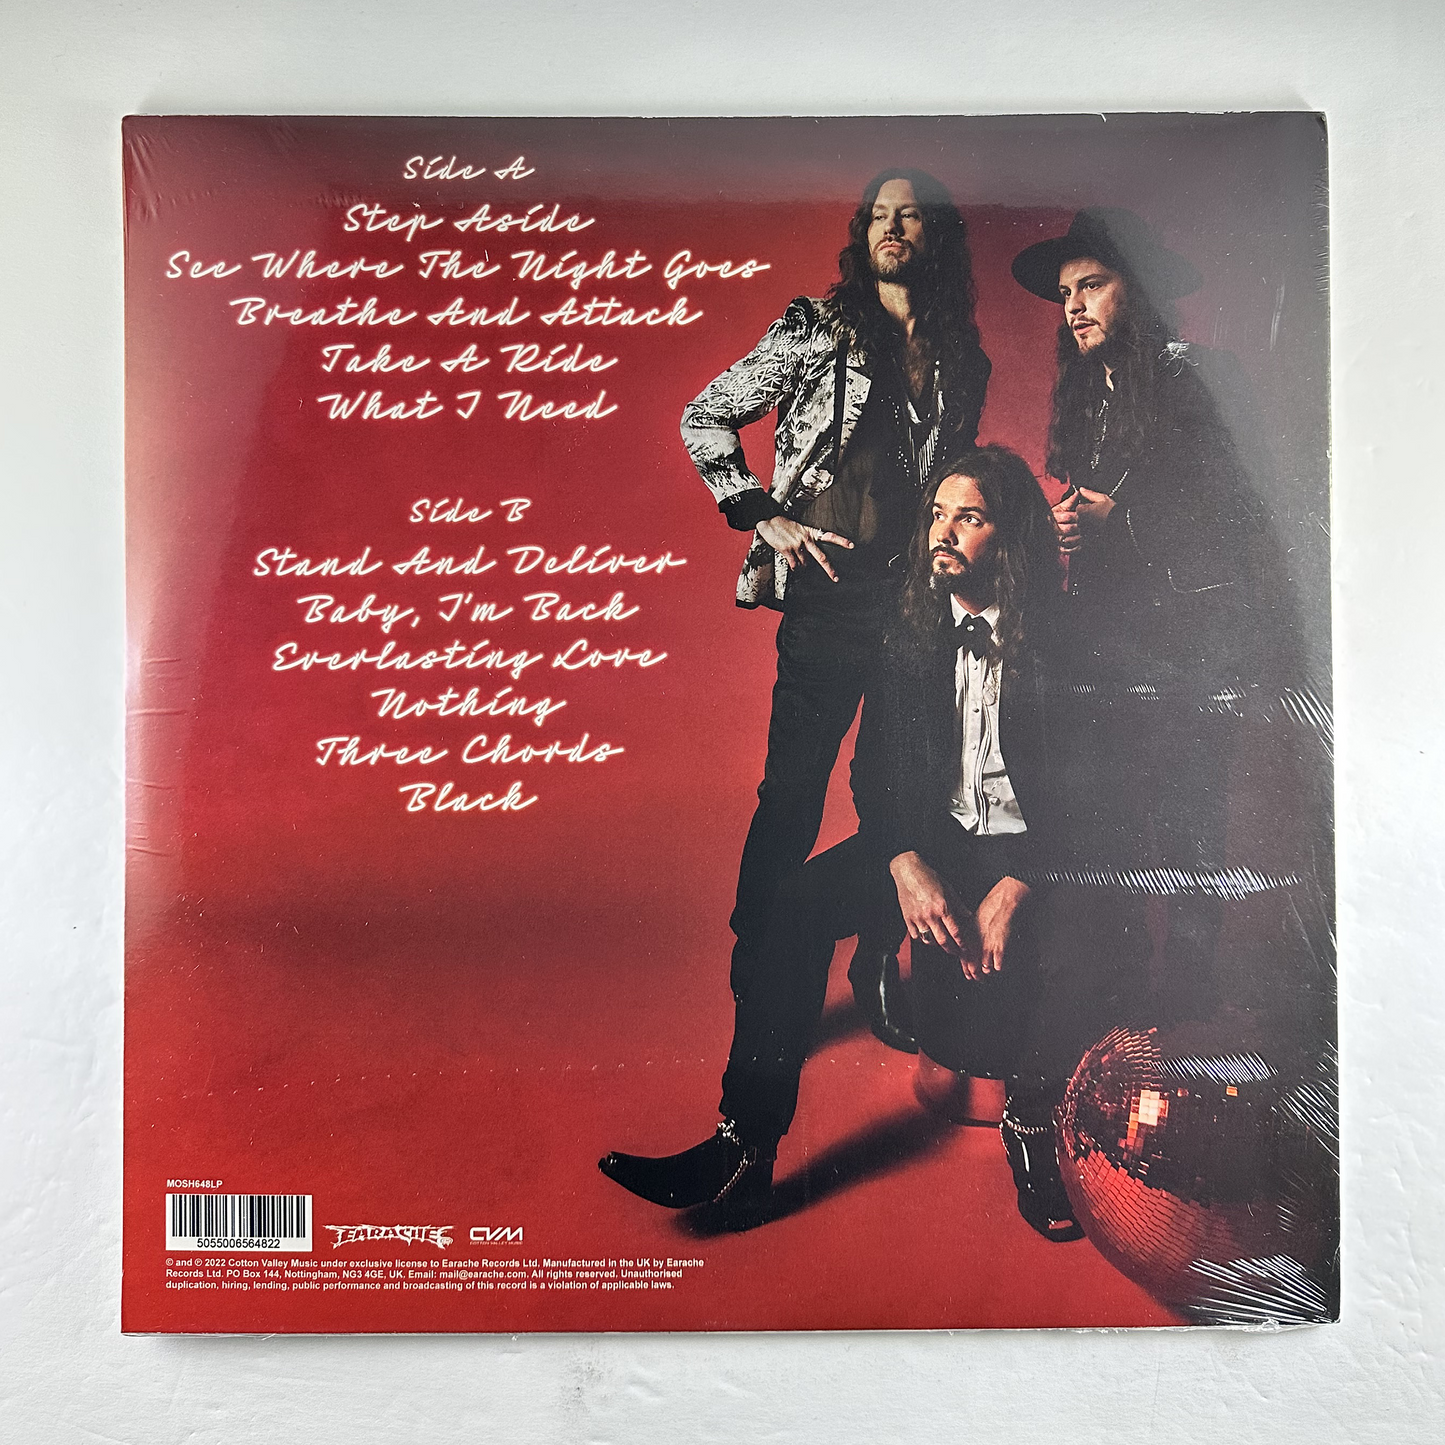 Side A
Step Aside
See Where The Night Goes
Breathe And Attack
Take A Ride
What I Need
Side B
Stand And Deliver
Baby, I'm Back
Everlasting Love
Nothing
Three Chords
Black
MOSH648LP
5055006564822
EARACHE
CVM
COTTON VALLEY MUSIC
© and ℗ 2022 Cotton Valley Music under exclusive license to Earache Records Ltd. Manufactured in the UK by Earache
Records Ltd. PO Box 144, Nottingham, NG3 4GE, UK. Email: mail@earache.com. All rights reserved. Unauthorised
duplication, hiring, lending, public performance and broadcasting of this record is a violation of applicable laws.